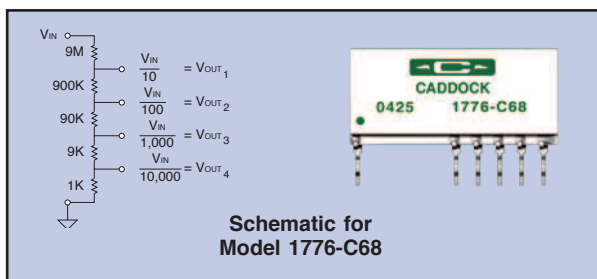 VIN
9M
VIN
10
= VOUT1
900K
VIN
100
= VOUT2
90K
VIN
1,000
= VOUT3
9K
VIN
10,000
= VOUT4
1K
C
CADDOCK
0425 1776-C68
Schematic for
Model 1776-C68